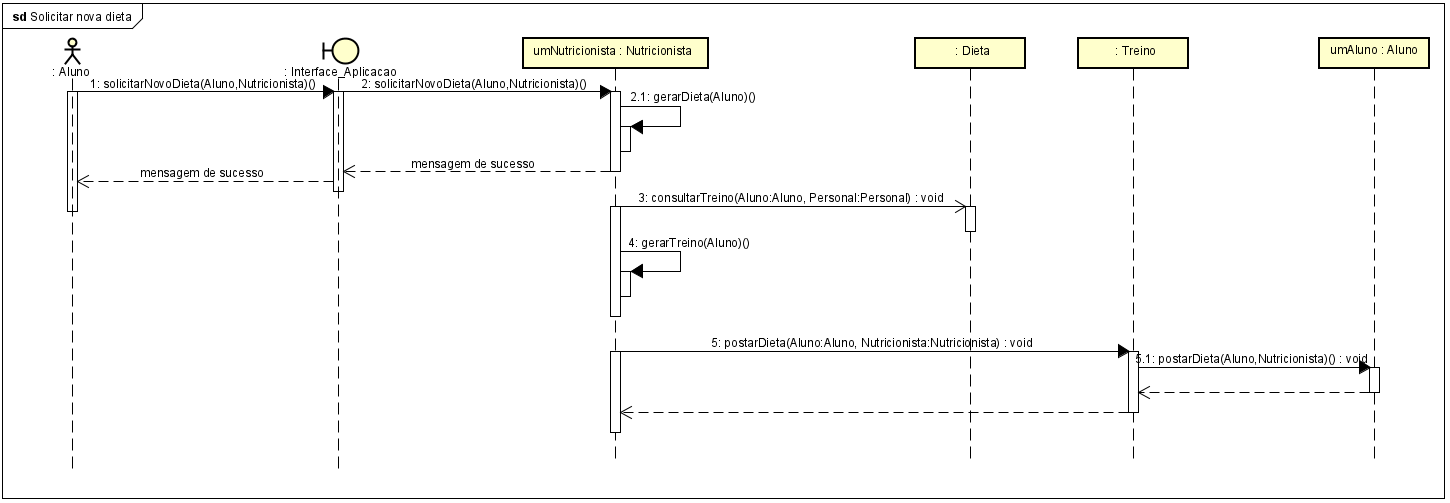 sd Solicitar nova dieta
: Aluno
: Interface_Aplicacao
umNutricionista : Nutricionista
: Dieta
: Treino
umAluno : Aluno
1: solicitarNovoDieta(Aluno,Nutricionista)()
2: solicitarNovoDieta(Aluno,Nutricionista)()
2.1: gerarDieta(Aluno)()
mensagem de sucesso
mensagem de sucesso
3: consultarTreino(Aluno:Aluno, Personal:Personal) : void
4: gerarTreino(Aluno)()
5: postarDieta(Aluno:Aluno, Nutricionista:Nutricionista) : void
5.1: postarDieta(Aluno,Nutricionista)() : void